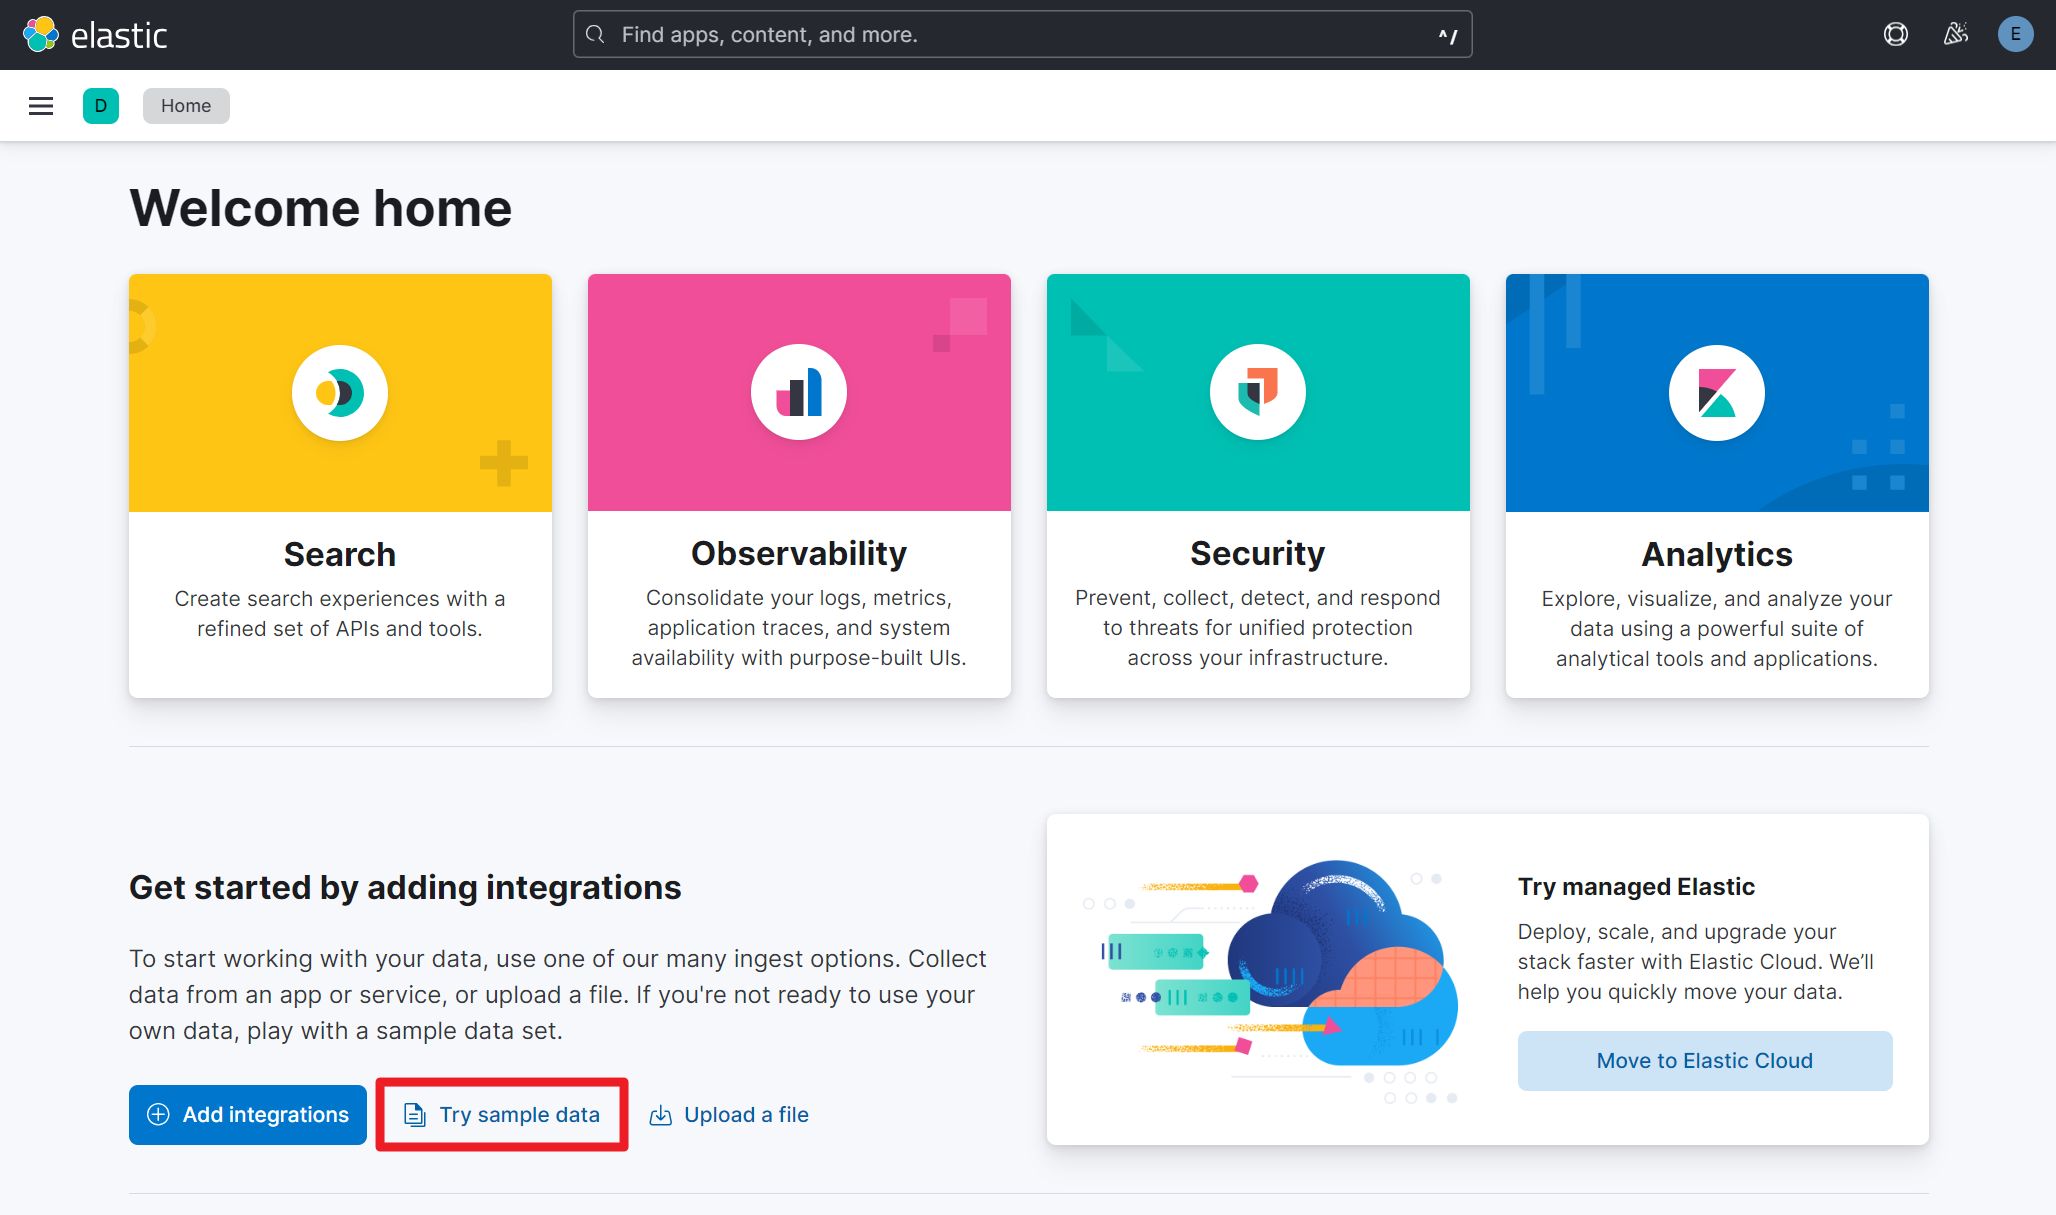 elastic
Find apps, content, and more.
^/
E
D
Home
Welcome home
Search
Create search experiences with a
refined set of APIs and tools.
Observability
Consolidate your logs, metrics,
application traces, and system
availability with purpose-built UIs.
Security
Prevent, collect, detect, and respond
to threats for unified protection
across your infrastructure.
Analytics
Explore, visualize, and analyze your
data using a powerful suite of
analytical tools and applications.
Get started by adding integrations
To start working with your data, use one of our many ingest options. Collect
data from an app or service, or upload a file. If you're not ready to use your
own data, play with a sample data set.
Add integrations
Try sample data
Upload a file
Try managed Elastic
Deploy, scale, and upgrade your
stack faster with Elastic Cloud. We’ll
help you quickly move your data.
Move to Elastic Cloud